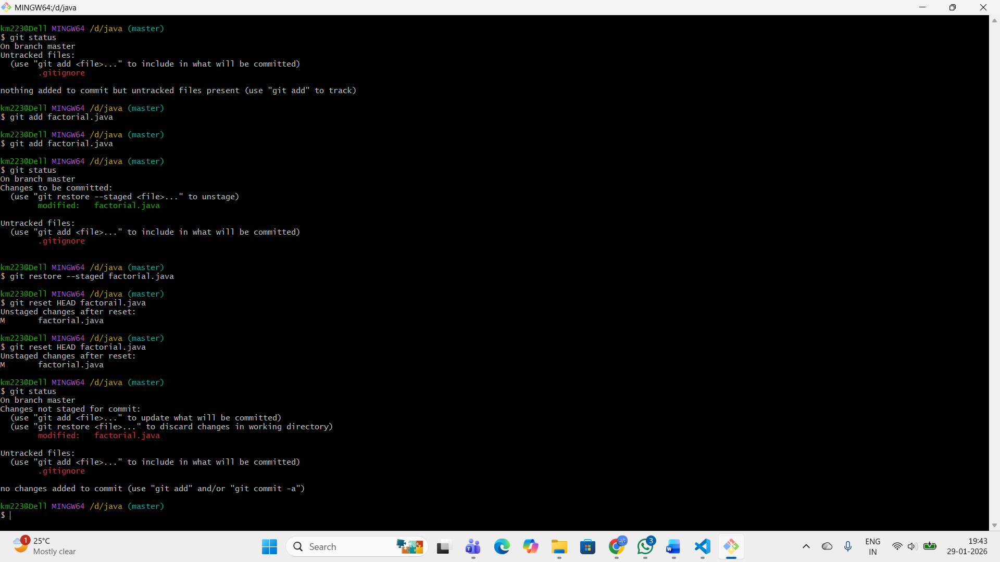 MINGW64:/d/java
km223@Dell MINGW64 /d/java (master)
$ git status
On branch master
Untracked files:
  (use "git add <file>..." to include in what will be committed)
        .gitignore
nothing added to commit but untracked files present (use "git add" to track)
km223@Dell MINGW64 /d/java (master)
$ git add factorial.java
km223@Dell MINGW64 /d/java (master)
$ git add factorial.java
km223@Dell MINGW64 /d/java (master)
$ git status
On branch master
Changes to be committed:
  (use "git restore --staged <file>..." to unstage)
        modified:   factorial.java
Untracked files:
  (use "git add <file>..." to include in what will be committed)
        .gitignore
km223@Dell MINGW64 /d/java (master)
$ git restore --staged factorial.java
km223@Dell MINGW64 /d/java (master)
$ git reset HEAD factorail.java
Unstaged changes after reset:
M       factorial.java
km223@Dell MINGW64 /d/java (master)
$ git reset HEAD factorial.java
Unstaged changes after reset:
M       factorial.java
km223@Dell MINGW64 /d/java (master)
$ git status
On branch master
Changes not staged for commit:
  (use "git add <file>..." to update what will be committed)
  (use "git restore <file>..." to discard changes in working directory)
        modified:   factorial.java
Untracked files:
  (use "git add <file>..." to include in what will be committed)
        .gitignore
no changes added to commit (use "git add" and/or "git commit -a")
km223@Dell MINGW64 /d/java (master)
$
1
25°C
Mostly clear
Search
3
ENG
IN
19:43
29-01-2026